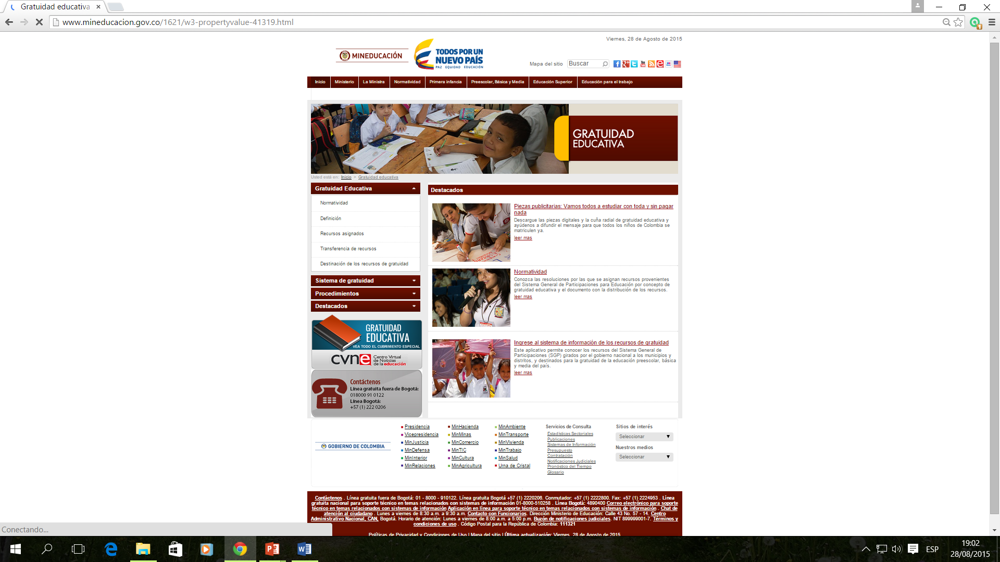 Gratuidad educativa
www.mineducacion.gov.co/1621/w3-propertyvalue-41319.html
Viernes, 28 de Agosto de 2015
MINEDUCACIÓN
TODOS POR UN
NUEVO PAÍS
PAZ EQUIDAD EDUCACIÓN
Mapa del sitio
Buscar
Inicio Ministerio La Ministra Normatividad Primera infancia Preescolar, Básica y Media Educación Superior Educación para el trabajo
GRATUIDAD
EDUCATIVA
Usted está en: Inicio > Gratuidad educativa
Gratuidad Educativa
Normatividad
Definición
Recursos asignados
Transferencia de recursos
Destinación de los recursos de gratuidad
Sistema de gratuidad
Procedimientos
Destacados
GRATUIDAD
EDUCATIVA
VEA TODO EL CUBRIMIENTO ESPECIAL
cvne Centro Virtual
de Noticias
de la educación
Contáctenos
Línea gratuita fuera de Bogotá:
018000 91 0122
Línea Bogotá:
+57 (1) 222 0206
Destacados
Piezas publicitarias: Vamos todos a estudiar con toda y sin pagar
nada
Descargue las piezas digitales y la cuña radial de gratuidad educativa y
ayúdenos a difundir el mensaje para que todos los niños de Colombia se
matriculen ya.
leer mas
Normatividad
Conozca las resoluciones por las que se asignan recursos provenientes
del Sistema General de Participaciones para Educación por concepto de
gratuidad educativa y el documento con la distribución de los recursos.
leer mas
Ingrese al sistema de información de los recursos de gratuidad
Este aplicativo permite conocer los recursos del Sistema General de
Participaciones (SGP) girados por el gobierno nacional a los municipios y
distritos, y destinados para la gratuidad de la educación preescolar, básica
y media del país.
leer mas
GOBIERNO DE COLOMBIA
Presidencia
Vicepresidencia
MinJusticia
MinDefensa
MinInterior
MinRelaciones
MinHacienda
MinMinas
MinComercio
MinTIC
MinCultura
MinAgricultura
MinAmbiente
MinTransporte
MinVivienda
MinTrabajo
MinSalud
Urna de Cristal
Servicios de Consulta
Estadísticas Sectoriales
Publicaciones
Sistemas de Información
Presupuesto
Contratación
Notificaciones Judiciales
Pronóstico del Tiempo
Glosario
Sitios de interés
Seleccionar
Nuestros medios
Seleccionar
Contáctenos . Línea gratuita fuera de Bogotá: 01 - 8000 - 910122. Línea gratuita Bogotá +57 (1) 2220206. Conmutador: +57 (1) 2222800. Fax: +57 (1) 2224953 . Línea
gratuita nacional para soporte técnico en temas relacionados con sistemas de información 01-8000-510258 . Línea Bogotá: 4890400 Correo electrónico para soporte
técnico en temas relacionados con sistemas de información Aplicación en línea para soporte técnico en temas relacionados con sistemas de información . Chat de
atención al ciudadano . Lunes a viernes de 8:30 a.m. a 9:30 a.m. Contacto con Funcionarios. Dirección Ministerio de Educación: Calle 43 No. 57 - 14. Centro
Administrativo Nacional, CAN, Bogotá. Horario de atención: Lunes a viernes de 8:00 a.m. a 5:00 p.m. Buzón de notificaciones judiciales. NIT 899999001-7. Términos y
condiciones de uso . Código Postal para la República de Colombia: 111321
Políticas de Privacidad y Condiciones de Uso | Mapa del sitio | Última actualización: Viernes, 28 de Agosto de 2015
Conectando...
ESP
19:02
28/08/2015